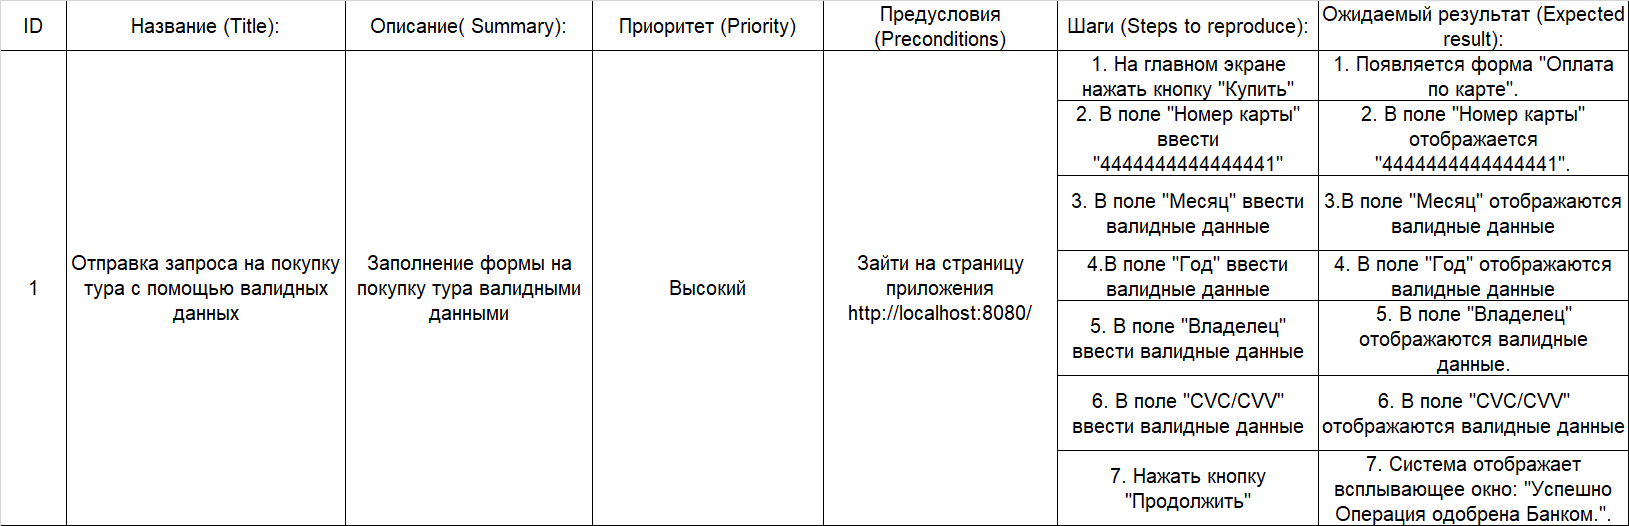 ID
Название (Title):
Описание( Summary):
Приоритет (Priority)
Предусловия
(Preconditions)
Шаги (Steps to reproduce):
Ожидаемый результат (Expected
result):
1
Отправка запроса на покупку
тура с помощью валидных
данных
Заполнение формы на
покупку тура валидными
данными
Высокий
Зайти на страницу
приложения
http://localhost:8080/
1. На главном экране
нажать кнопку "Купить"
1. Появляется форма "Оплата
по карте".
2. В поле "Номер карты"
ввести
"4444444444444441"
2. В поле "Номер карты"
отображается
"4444444444444441".
3. В поле "Месяц" ввести
валидные данные
3.В поле "Месяц" отображаются
валидные данные
4.В поле "Год" ввести
валидные данные
4. В поле "Год" отображаются
валидные данные
5. В поле "Владелец"
ввести валидные данные
5. В поле "Владелец"
отображаются валидные
данные.
6. В поле "CVC/CVV"
ввести валидные данные
6. В поле "CVC/CVV"
отображаются валидные данные
7. Нажать кнопку
"Продолжить"
7. Система отображает
всплывающее окно: "Успешно
Операция одобрена Банком.".